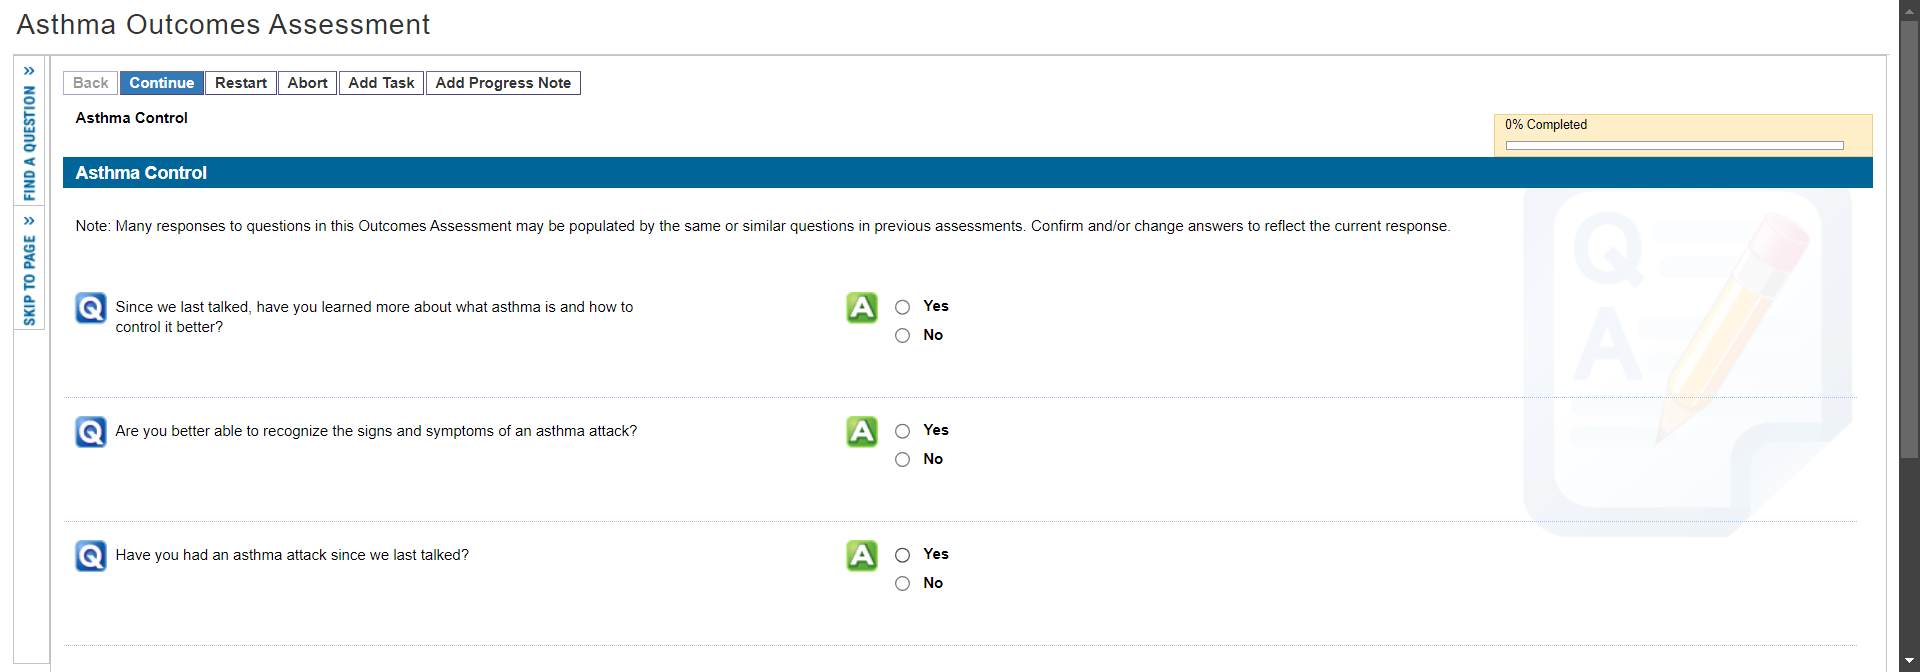 Asthma Outcomes Assessment
» FIND A QUESTION
» SKIP TO PAGE
Back Continue Restart Abort Add Task Add Progress Note
Asthma Control
0% Completed
Asthma Control
Note: Many responses to questions in this Outcomes Assessment may be populated by the same or similar questions in previous assessments. Confirm and/or change answers to reflect the current response.
Q Since we last talked, have you learned more about what asthma is and how to
control it better?
A Yes
No
Q Are you better able to recognize the signs and symptoms of an asthma attack?
A Yes
No
Q Have you had an asthma attack since we last talked?
A Yes
No
Q
A